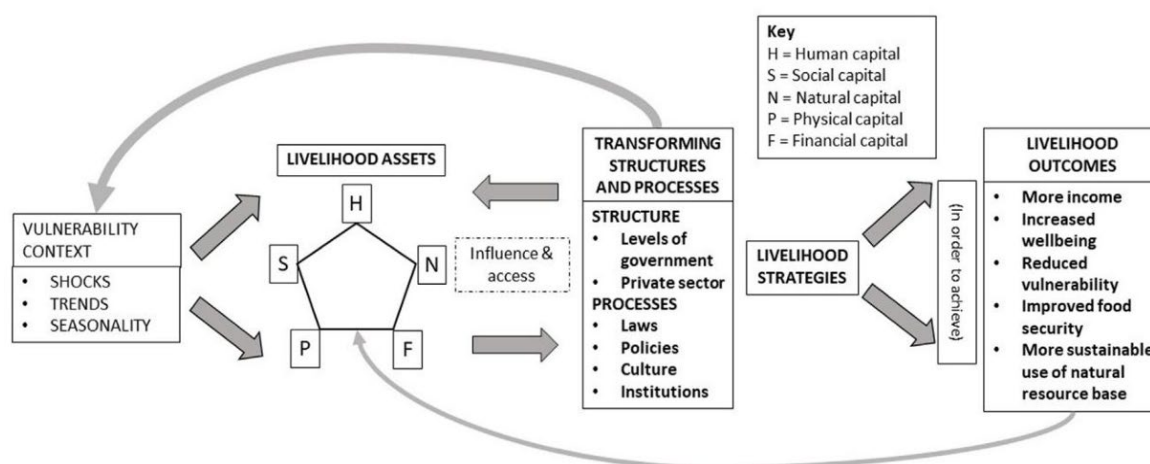 Key
H = Human capital
S = Social capital
N = Natural capital
P = Physical capital
F = Financial capital
VULNERABILITY
CONTEXT
• SHOCKS
• TRENDS
• SEASONALITY
LIVELIHOOD ASSETS
H
S
N
P
F
Influence &
access
TRANSFORMING
STRUCTURES
AND PROCESSES
STRUCTURE
• Levels of
government
• Private sector
PROCESSES
• Laws
• Policies
• Culture
• Institutions
LIVELIHOOD
STRATEGIES
(In order to achieve)
LIVELIHOOD
OUTCOMES
• More income
• Increased
wellbeing
• Reduced
vulnerability
• Improved food
security
• More sustainable
use of natural
resource base